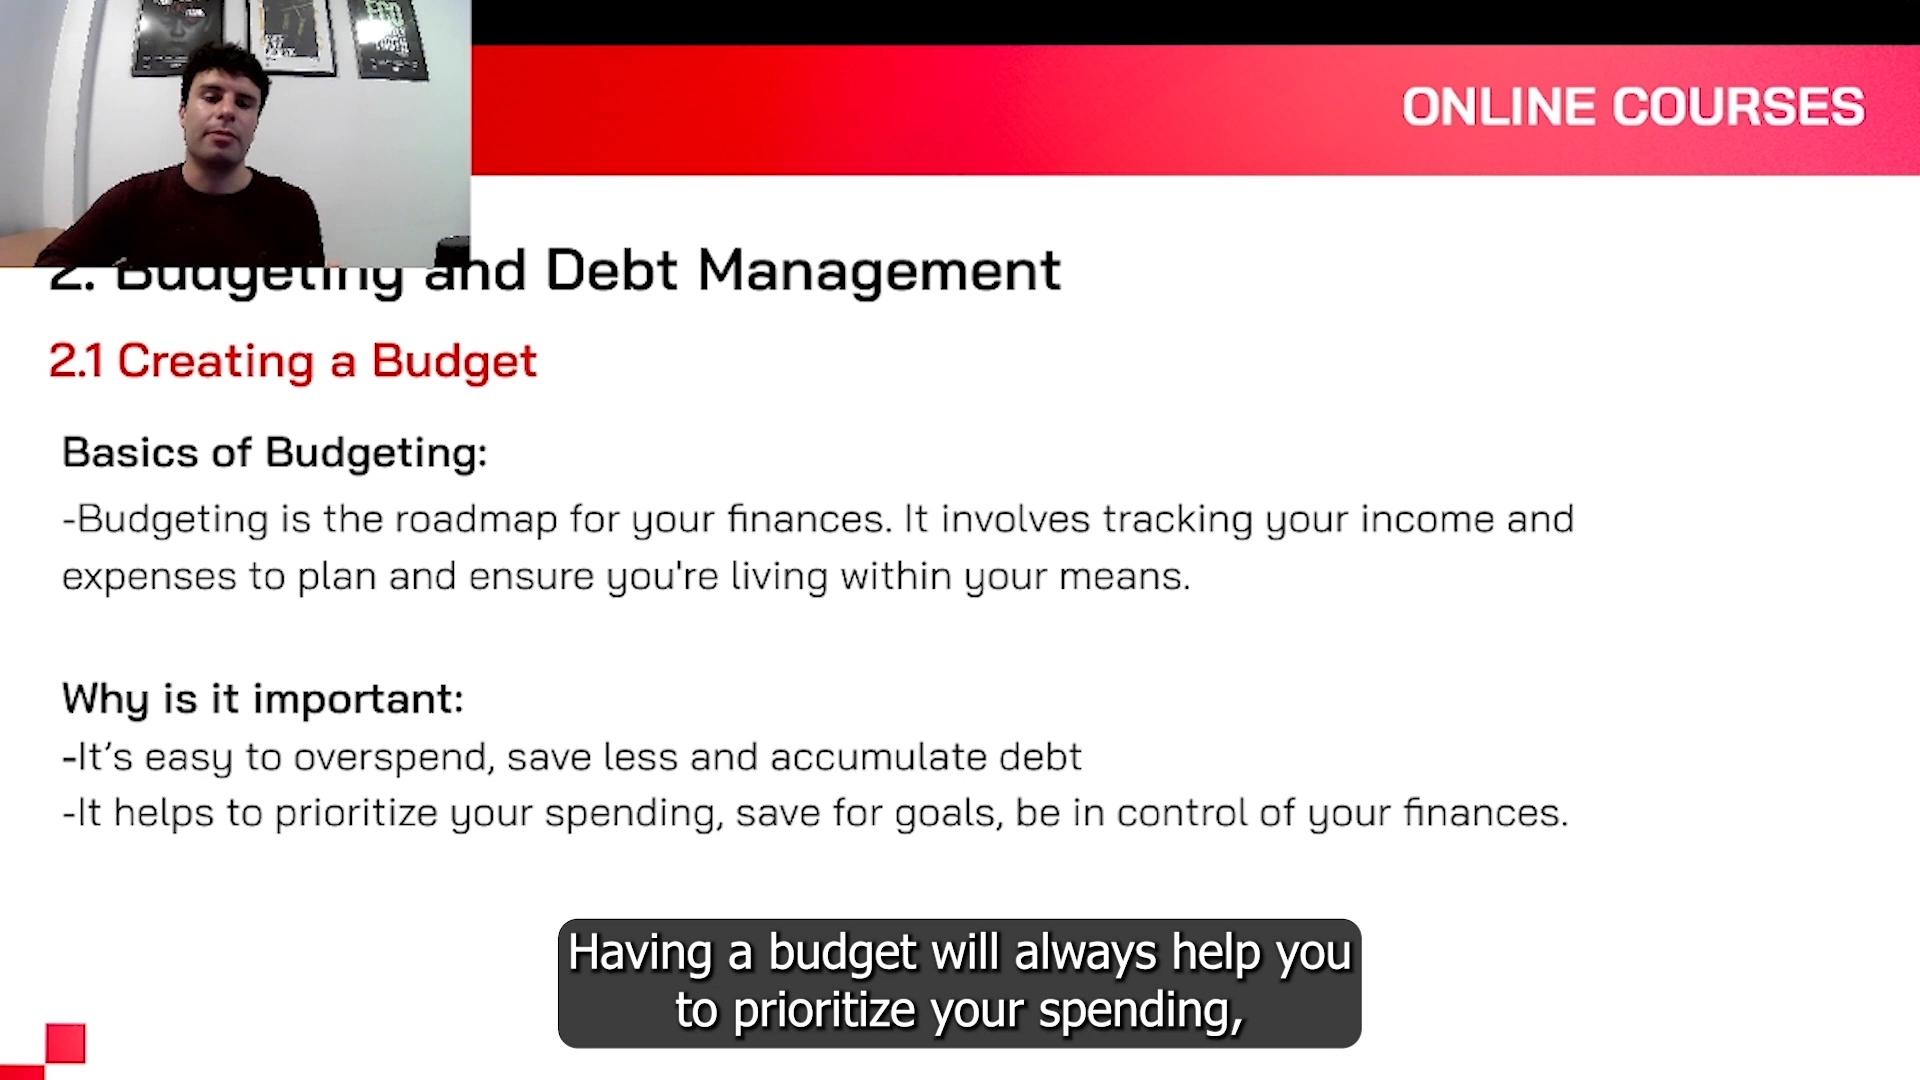 ONLINE COURSES
2. Budgeting and Debt Management
2.1 Creating a Budget
Basics of Budgeting:
-Budgeting is the roadmap for your finances. It involves tracking your income and
expenses to plan and ensure you're living within your means.
Why is it important:
-It’s easy to overspend, save less and accumulate debt
-It helps to prioritize your spending, save for goals, be in control of your finances.
Having a budget will always help you
to prioritize your spending,